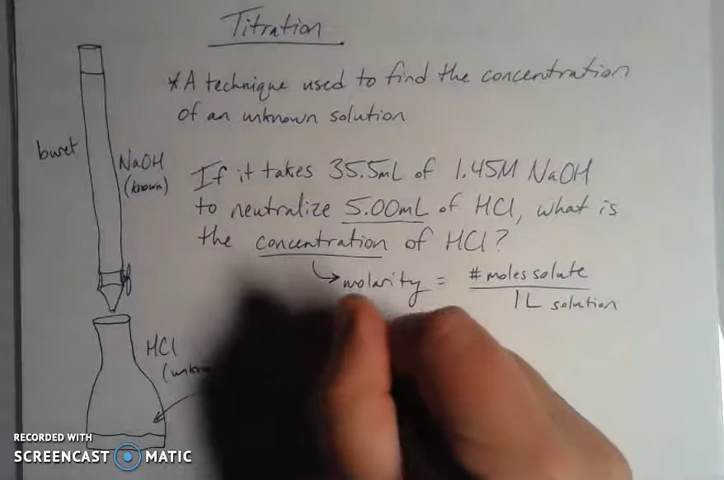 Titration
*A technique used to find the concentration
of an unknown solution
buret
NaOH
(known)
If it takes 35.5mL of 1.45M NaOH
to neutralize 5.00mL of HCl, what is
the concentration of HCl?
molarity = # moles solute
1L solution
HCl
RECORDED WITH
SCREENCAST MATIC